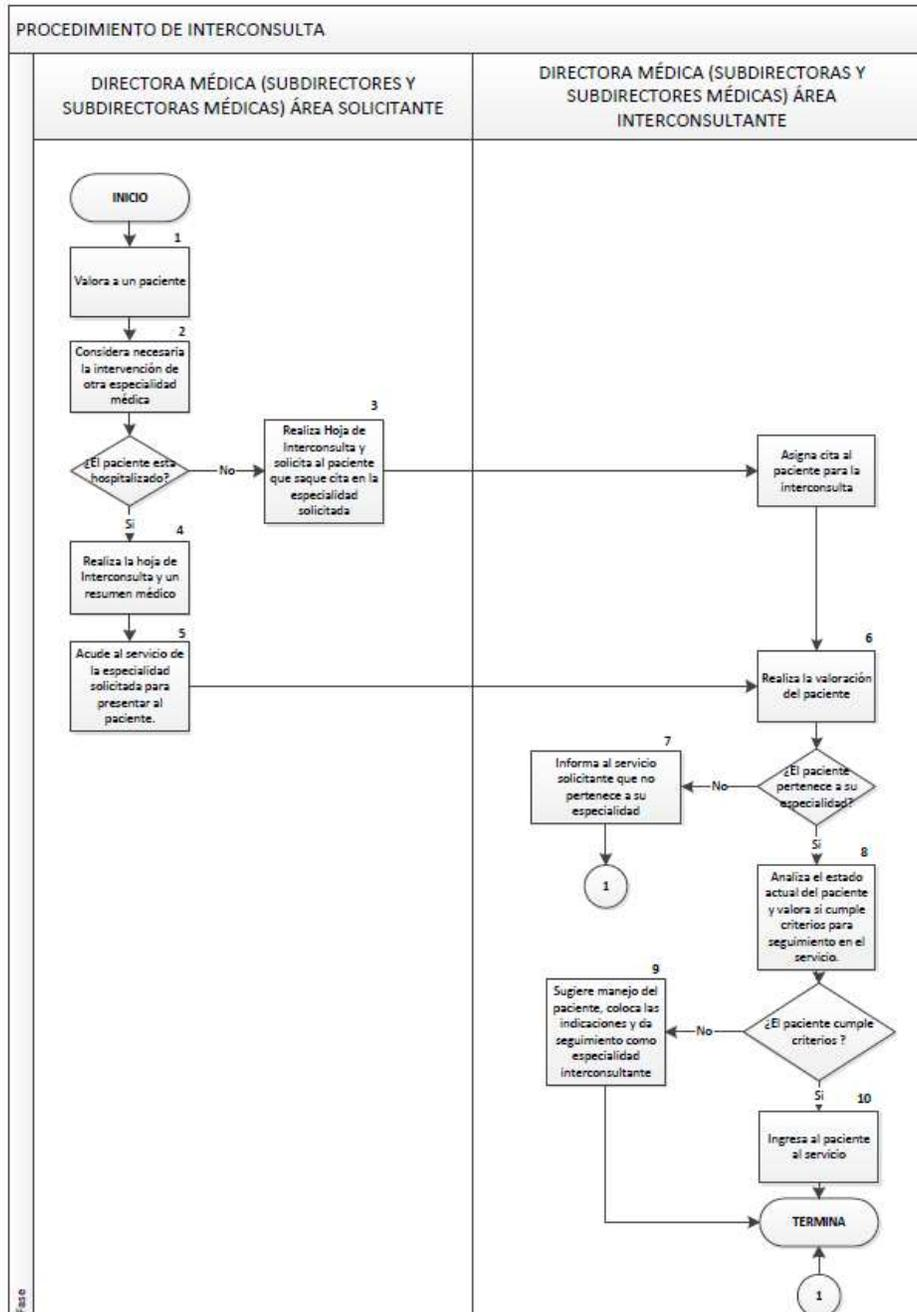 PROCEDIMIENTO DE INTERCONSULTA
DIRECTORA MÉDICA (SUBDIRECTORES Y
SUBDIRECTORAS MÉDICAS) ÁREA SOLICITANTE
DIRECTORA MÉDICA (SUBDIRECTORAS Y
SUBDIRECTORES MÉDICAS) ÁREA
INTERCONSULTANTE
INICIO
1
Valora a un paciente
2
Considera necesaria
la intervención de
otra especialidad
médica
¿El paciente esta
hospitalizado?
No
3
Realiza Hoja de
Interconsulta y
solicita al paciente
que saque cita en la
especialidad
solicitada
Asigna cita al
paciente para la
interconsulta
Si
4
Realiza la hoja de
Interconsulta y un
resumen médico
5
Acude al servicio de
la especialidad
solicitada para
presentar al
paciente.
6
Realiza la valoración
del paciente
¿El paciente
pertenece a su
especialidad?
No
7
Informa al servicio
solicitante que no
pertenece a su
especialidad
1
Si
8
Analiza el estado
actual del paciente
y valora si cumple
criterios para
seguimiento en el
servicio.
¿El paciente cumple
criterios ?
No
9
Sugiere manejo del
paciente, coloca las
indicaciones y da
seguimiento como
especialidad
interconsultante
Si
10
Ingresa al paciente
al servicio
TERMINA
1
Fase